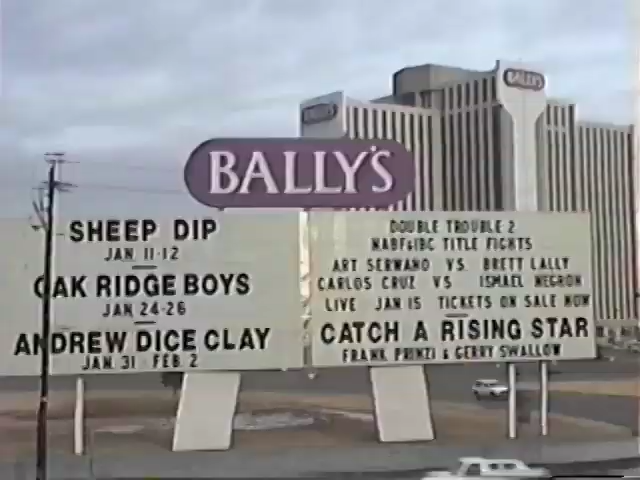 BALLY'S
BALLY'S
BALLY'S
SHEEP DIP
JAN. 11-12
OAK RIDGE BOYS
JAN 24-26
ANDREW DICE CLAY
JAN. 31 - FEB. 2
DOUBLE TROUBLE 2
NABF&IBC TITLE FIGHTS
ART SERWANO VS. BRETT LALLY
CARLOS CRUZ VS ISMAEL NEGRON
LIVE JAN 15 TICKETS ON SALE NOW
CATCH A RISING STAR
FRANK PRINZI & GERRY SWALLOW